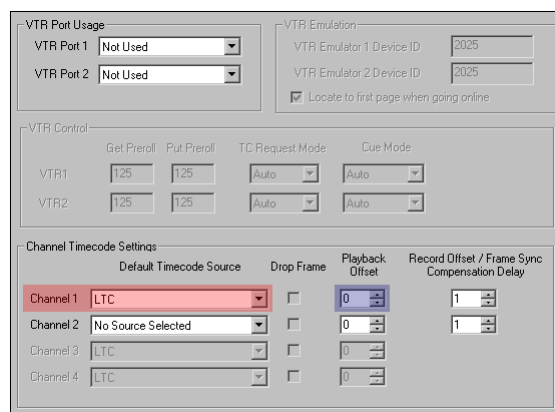 VTR Port Usage
VTR Port 1 Not Used
VTR Port 2 Not Used
VTR Emulation
VTR Emulator 1 Device ID 2025
VTR Emulator 2 Device ID 2025
Locate to first page when going online
VTR Control
Get Preroll Put Preroll TC Request Mode Cue Mode
VTR1 125 125 Auto Auto
VTR2 125 125 Auto Auto
Channel Timecode Settings
Default Timecode Source Drop Frame Playback Offset Record Offset / Frame Sync Compensation Delay
Channel 1 LTC 0 1
Channel 2 No Source Selected 0 1
Channel 3 LTC 0
Channel 4 LTC 0